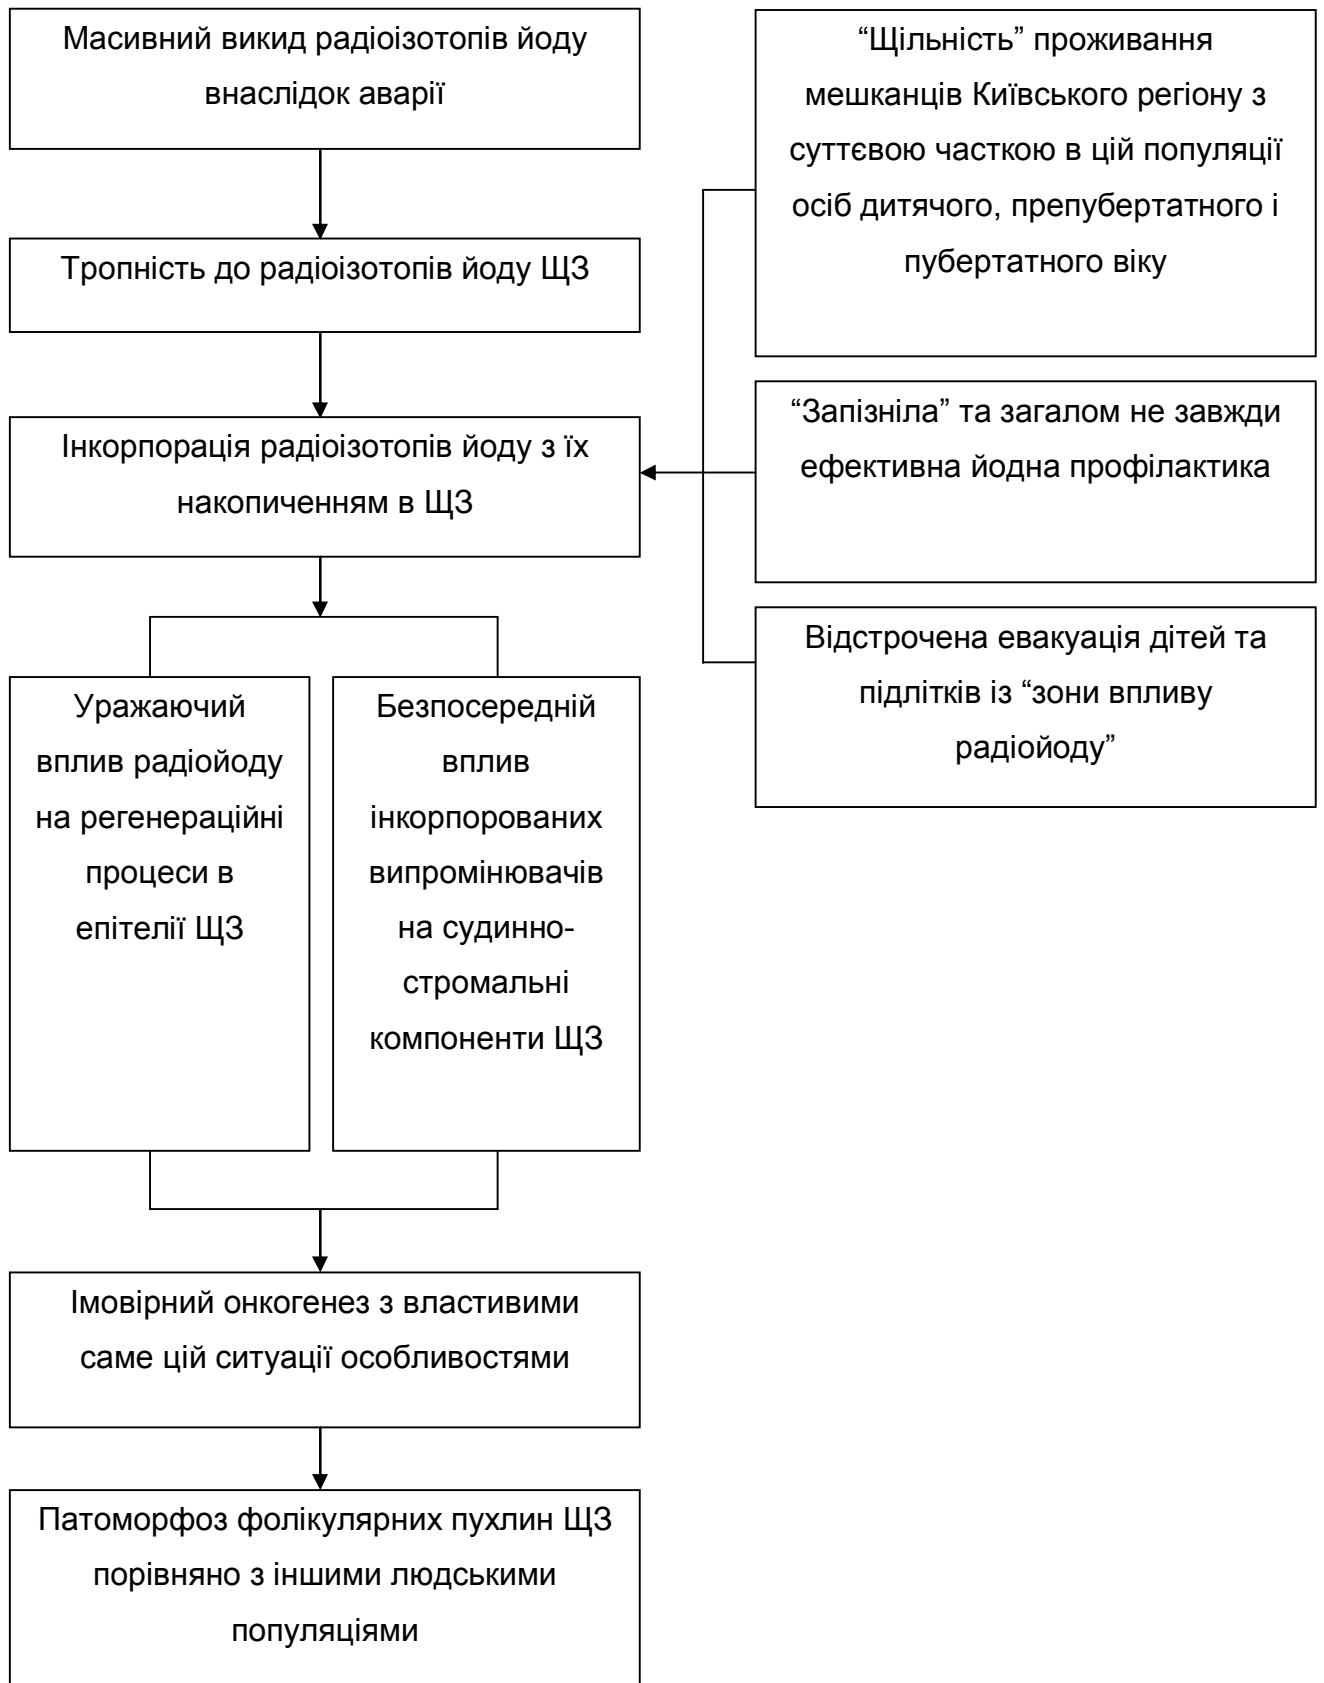 Масивний викид радіоізотопів йоду
внаслідок аварії
Тропність до радіоізотопів йоду ЩЗ
Інкорпорація радіоізотопів йоду з їх
накопиченням в ЩЗ
Уражаючий
вплив радіойоду
на регенераційні
процеси в
епітелії ЩЗ
Безпосередній
вплив
інкорпорованих
випромінювачів
на судинно-
стромальні
компоненти ЩЗ
Імовірний онкогенез з властивими
саме цій ситуації особливостями
Патоморфоз фолікулярних пухлин ЩЗ
порівняно з іншими людськими
популяціями
“Щільність” проживання
мешканців Київського регіону з
суттєвою часткою в цій популяції
осіб дитячого, препубертатного і
пубертатного віку
“Запізніла” та загалом не завжди
ефективна йодна профілактика
Відстрочена евакуація дітей та
підлітків із “зони впливу
радіойоду”